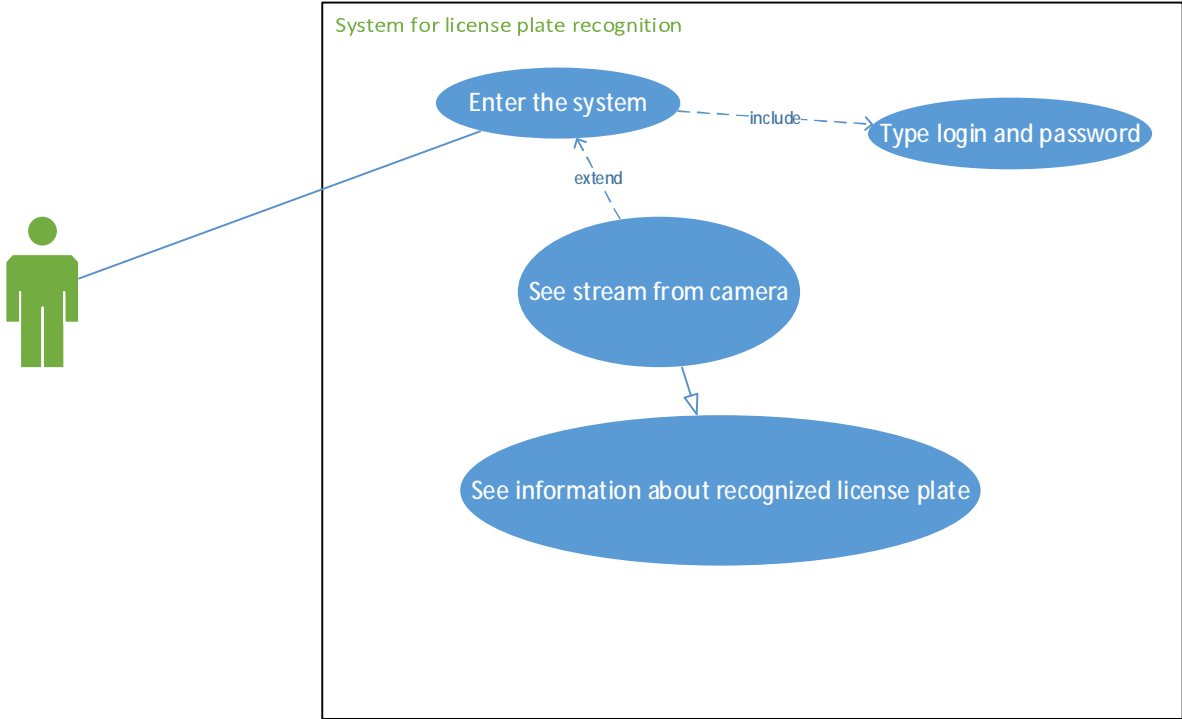 System for license plate recognition
Enter the system
include
Type login and password
extend
See stream from camera
See information about recognized license plate